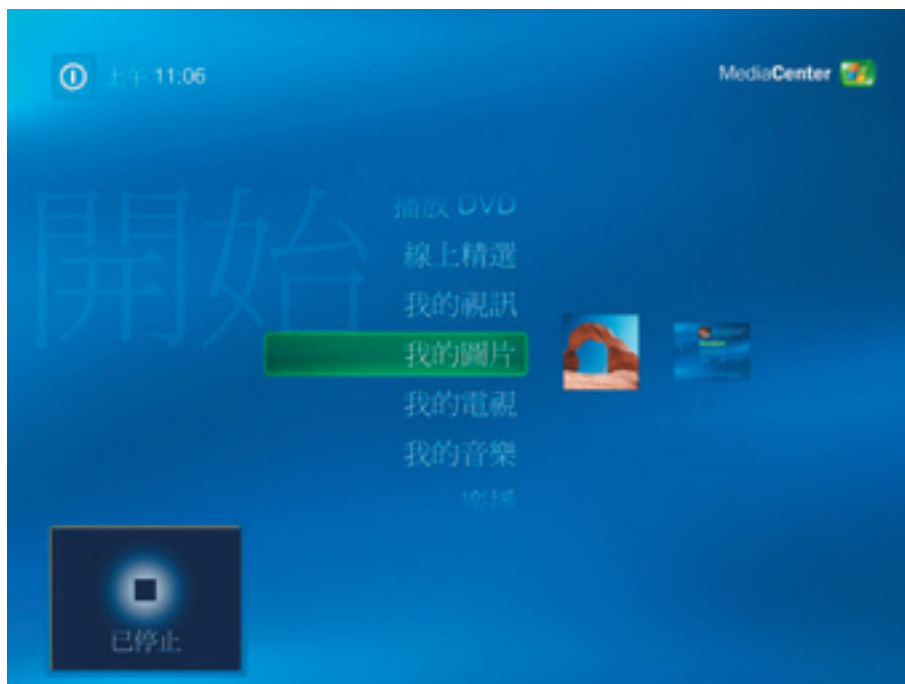 上午 11:06
MediaCenter
開始
播放 DVD
線上精選
我的視訊
我的圖片
我的電視
我的音樂
已停止